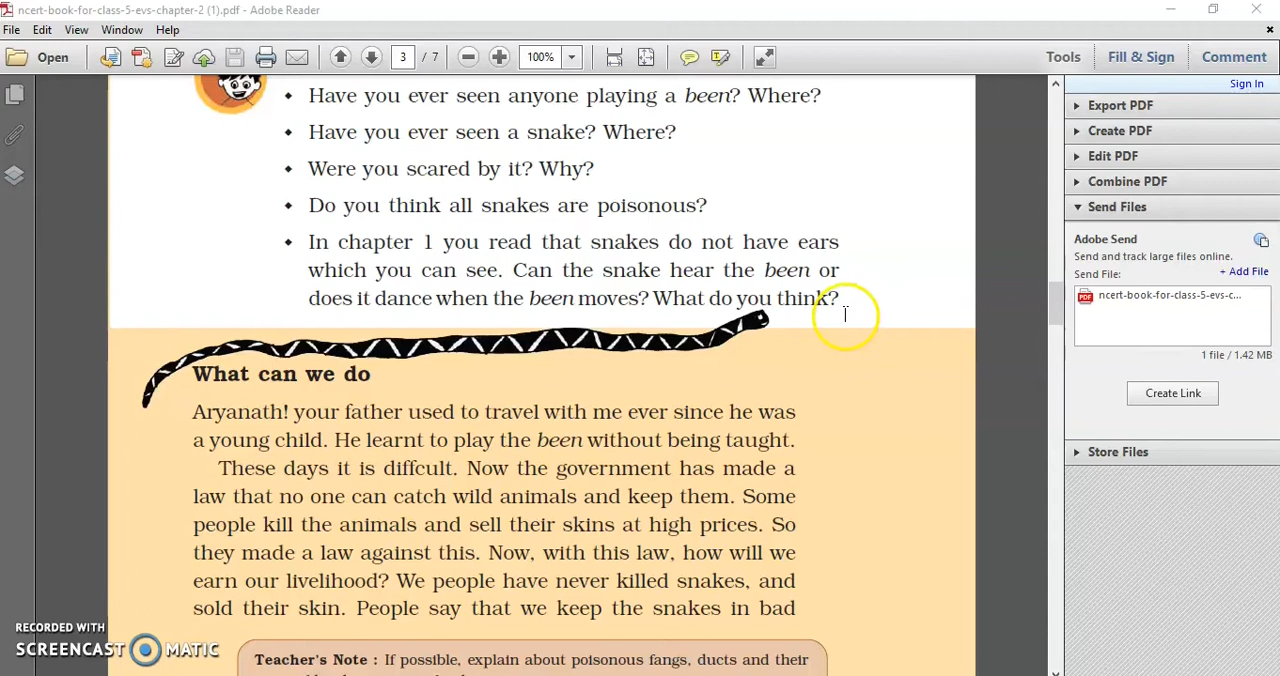 ncert-book-for-class-5-evs-chapter-2 (1).pdf - Adobe Reader
File Edit View Window Help
Open 3 / 7 100% Tools Fill & Sign Comment
Sign In
Export PDF
Create PDF
Edit PDF
Combine PDF
Send Files
Adobe Send
Send and track large files online.
Send File: + Add File
ncert-book-for-class-5-evs-c...
1 file / 1.42 MB
Create Link
Store Files
◆ Have you ever seen anyone playing a been? Where?
◆ Have you ever seen a snake? Where?
◆ Were you scared by it? Why?
◆ Do you think all snakes are poisonous?
◆ In chapter 1 you read that snakes do not have ears
which you can see. Can the snake hear the been or
does it dance when the been moves? What do you think?
What can we do
Aryanath! your father used to travel with me ever since he was
a young child. He learnt to play the been without being taught.
These days it is diffcult. Now the government has made a
law that no one can catch wild animals and keep them. Some
people kill the animals and sell their skins at high prices. So
they made a law against this. Now, with this law, how will we
earn our livelihood? We people have never killed snakes, and
sold their skin. People say that we keep the snakes in bad
Teacher's Note : If possible, explain about poisonous fangs, ducts and their
RECORDED WITH
SCREENCAST MATIC